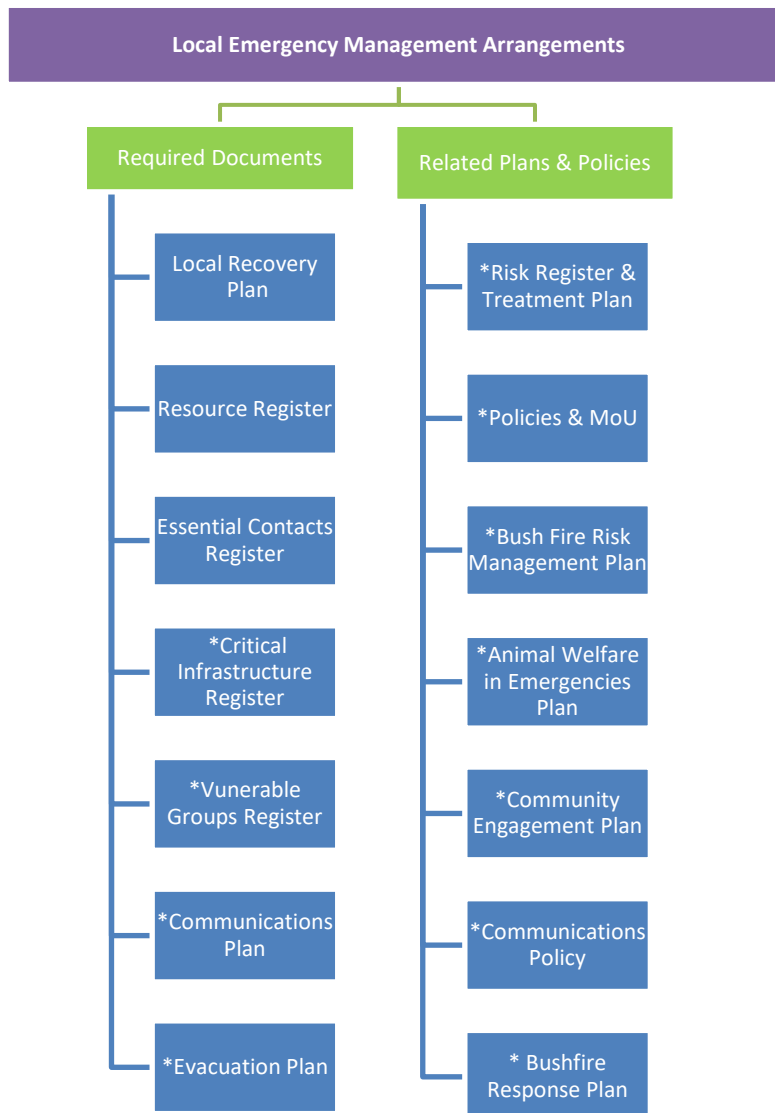 Local Emergency Management Arrangements
Required Documents
Local Recovery
Plan
Resource Register
Essential Contacts
Register
*Critical
Infrastructure
Register
*Vunerable
Groups Register
*Communications
Plan
*Evacuation Plan
Related Plans & Policies
*Risk Register &
Treatment Plan
*Policies & MoU
*Bush Fire Risk
Management Plan
*Animal Welfare
in Emergencies
Plan
*Community
Engagement Plan
*Communications
Policy
* Bushfire
Response Plan